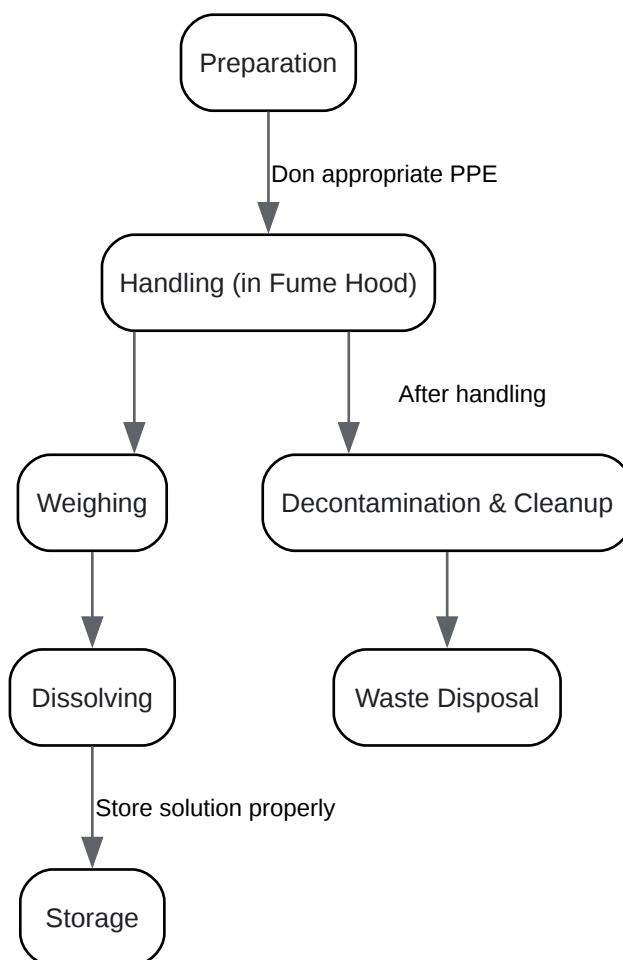 Preparation
Don appropriate PPE
Handling (in Fume Hood)
After handling
Weighing
Decontamination & Cleanup
Dissolving
Waste Disposal
Store solution properly
Storage